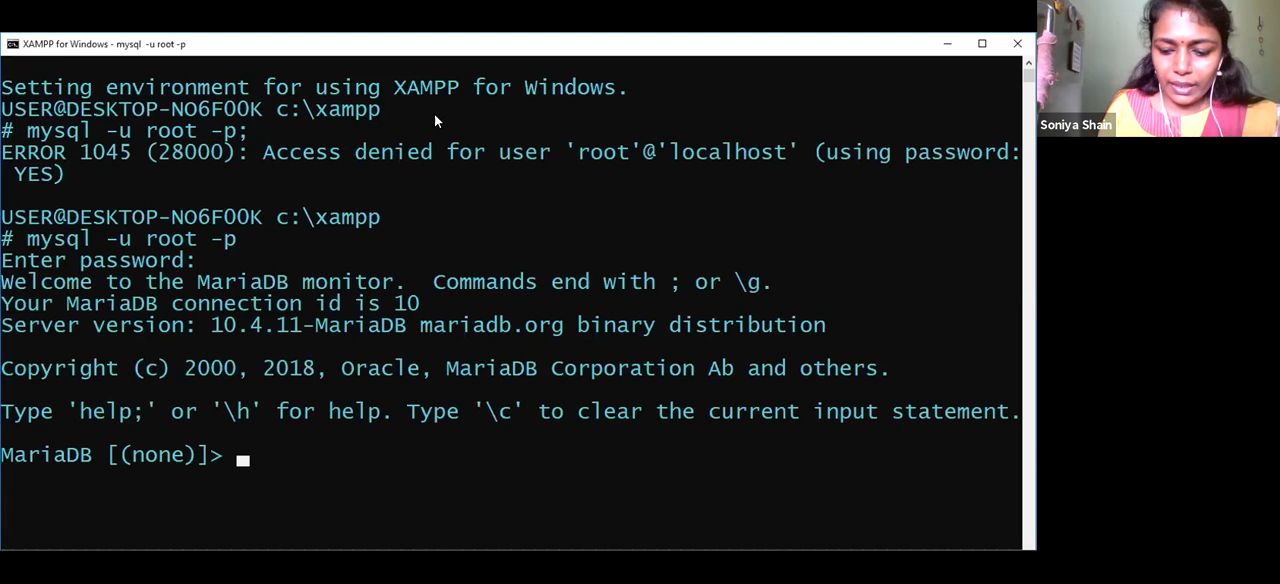 XAMPP for Windows - mysql -u root -p
Setting environment for using XAMPP for Windows.
USER@DESKTOP-NO6F0OK c:\xampp
# mysql -u root -p;
ERROR 1045 (28000): Access denied for user 'root'@'localhost' (using password:
YES)
USER@DESKTOP-NO6F0OK c:\xampp
# mysql -u root -p
Enter password:
Welcome to the MariaDB monitor. Commands end with ; or \g.
Your MariaDB connection id is 10
Server version: 10.4.11-MariaDB mariadb.org binary distribution
Copyright (c) 2000, 2018, Oracle, MariaDB Corporation Ab and others.
Type 'help;' or '\h' for help. Type '\c' to clear the current input statement.
MariaDB [(none)]>
Soniya Shain